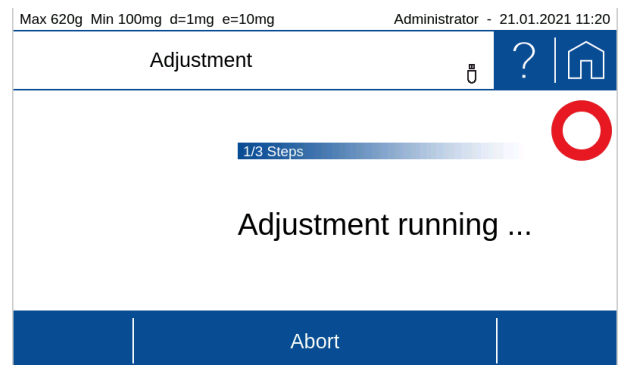 Max 620g Min 100mg d=1mg e=10mg Administrator - 21.01.2021 11:20
Adjustment ?
1/3 Steps
Adjustment running ...
Abort